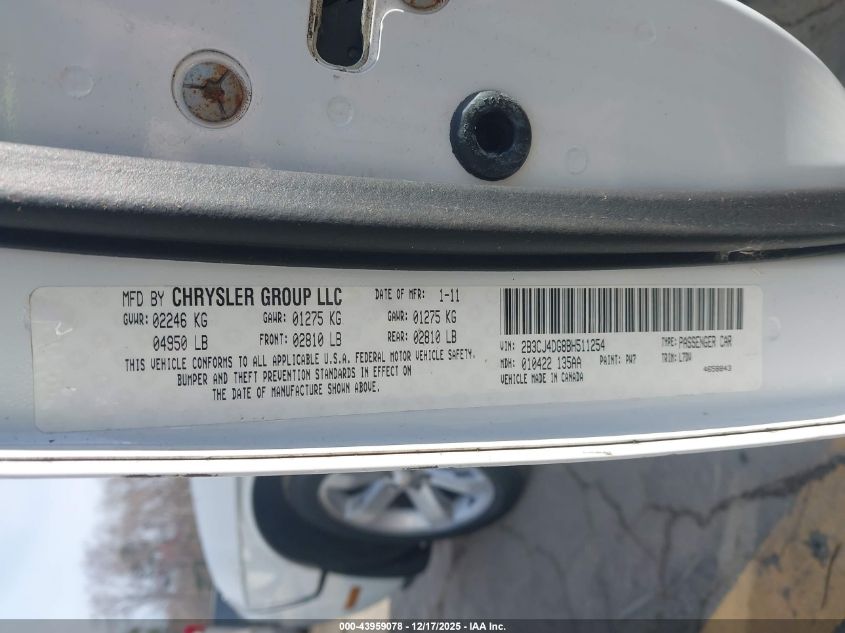 MFD BY CHRYSLER GROUP LLC DATE OF MFR: 1-11
GVWR: 02246 KG GAWR: 01275 KG GAWR: 01275 KG
04950 LB FRONT: 02810 LB REAR: 02810 LB
THIS VEHICLE CONFORMS TO ALL APPLICABLE U.S.A. FEDERAL MOTOR VEHICLE SAFETY,
BUMPER AND THEFT PREVENTION STANDARDS IN EFFECT ON
THE DATE OF MANUFACTURE SHOWN ABOVE.
VIN: 2B3CJ4DG8BH511254 TYPE: PASSENGER CAR
MDH: 010422 135AA PAINT: PW7 TRIM: L7DV
VEHICLE MADE IN CANADA 4658843
000-43959078 - 12/17/2025 - IAA Inc.